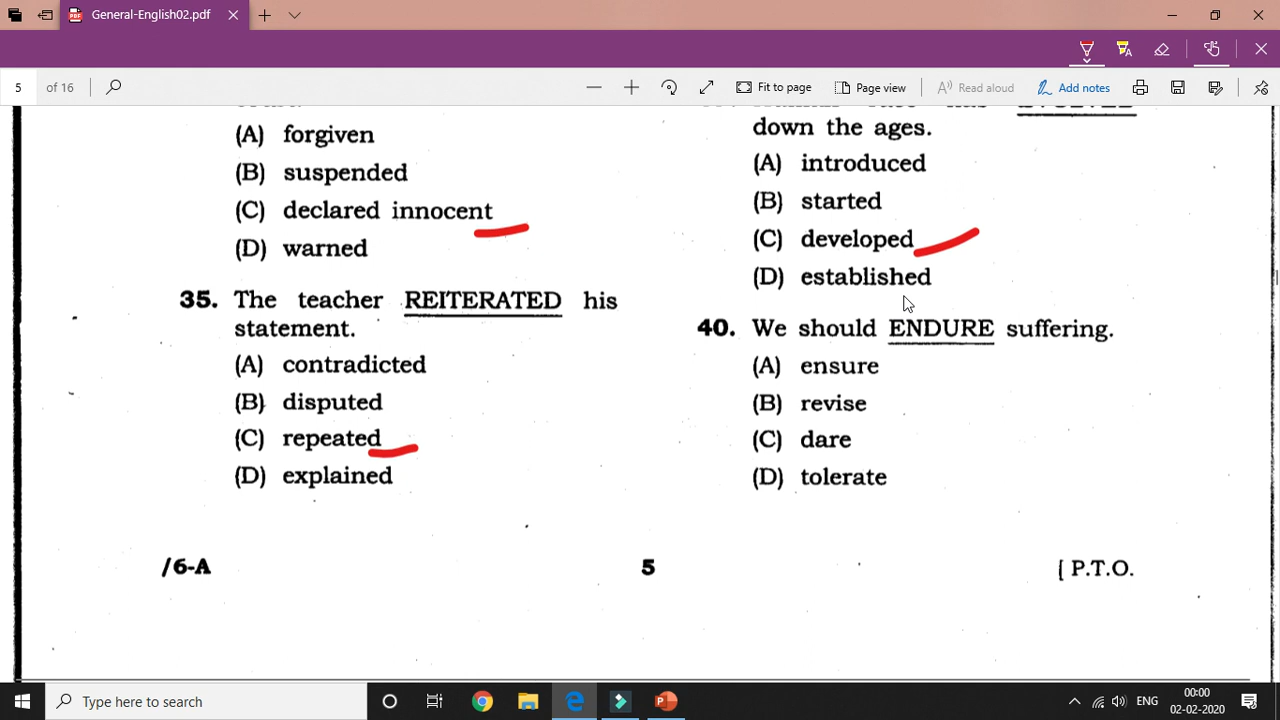 General-English02.pdf
5 of 16
Fit to page
Page view
Read aloud
Add notes
(A) forgiven
(B) suspended
(C) declared innocent
(D) warned
35. The teacher REITERATED his
statement.
(A) contradicted
(B) disputed
(C) repeated
(D) explained
down the ages.
(A) introduced
(B) started
(C) developed
(D) established
40. We should ENDURE suffering.
(A) ensure
(B) revise
(C) dare
(D) tolerate
/6-A
5
[ P.T.O.
Type here to search
ENG
00:00
02-02-2020